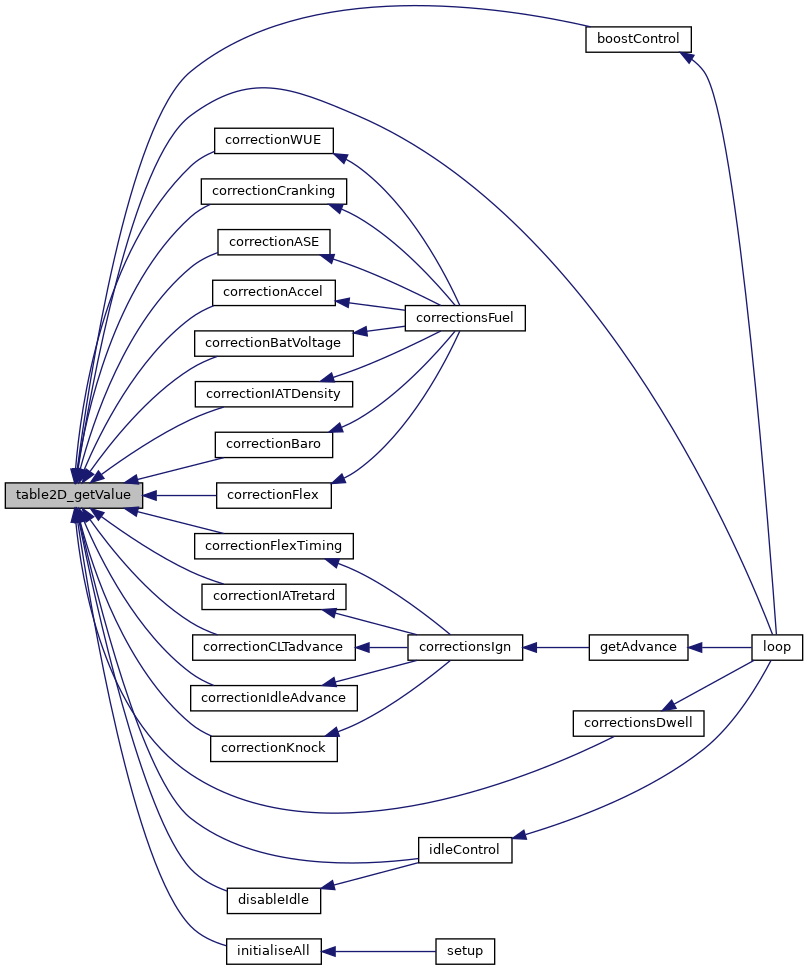 boostControl
correctionWUE
correctionCranking
correctionASE
correctionAccel
correctionsFuel
correctionBatVoltage
correctionIATDensity
correctionBaro
table2D_getValue
correctionFlex
correctionFlexTiming
correctionIATretard
correctionCLTadvance
correctionsIgn
getAdvance
loop
correctionIdleAdvance
correctionsDwell
correctionKnock
idleControl
disableIdle
initialiseAll
setup